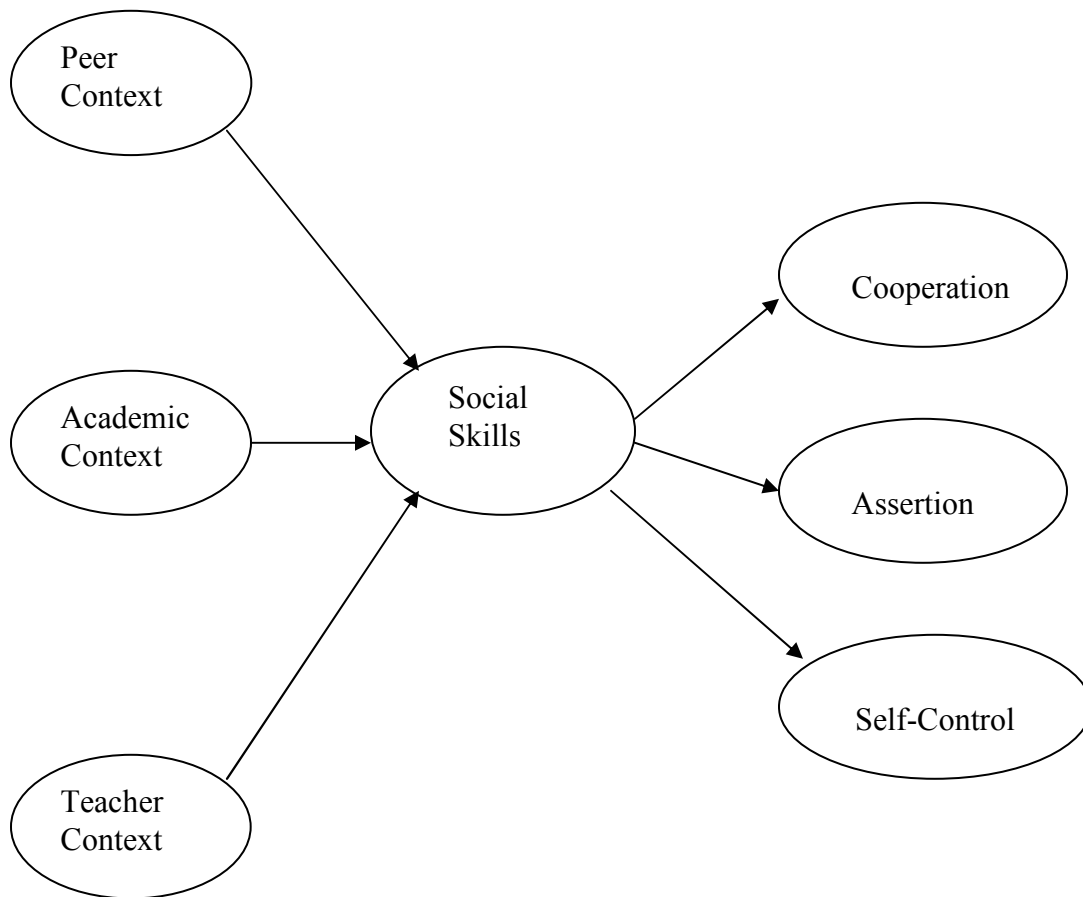 Peer
Context
Cooperation
Social
Skills
Academic
Context
Assertion
Self-Control
Teacher
Context